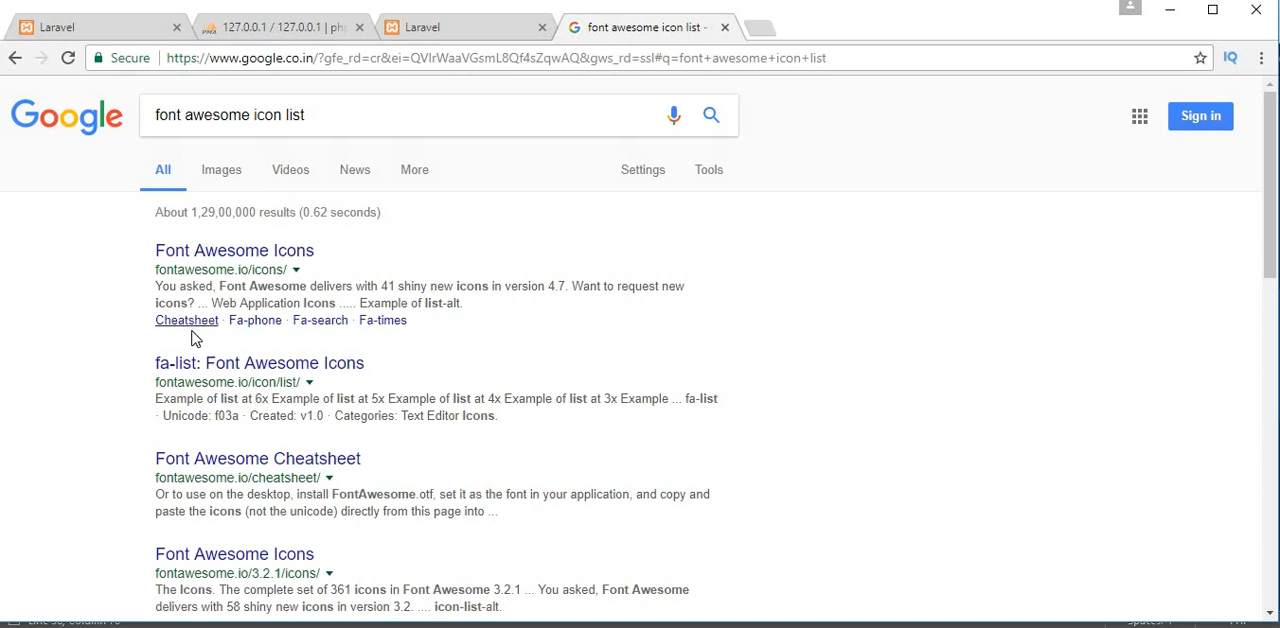 Laravel
127.0.0.1 / 127.0.0.1 | ph
Laravel
font awesome icon list -
Secure
https://www.google.co.in/?gfe_rd=cr&ei=QVIrWaaVGsmL8Qf4sZqwAQ&gws_rd=ssl#q=font+awesome+icon+list
IQ
Google
font awesome icon list
Sign in
All Images Videos News More Settings Tools
About 1,29,00,000 results (0.62 seconds)
Font Awesome Icons
fontawesome.io/icons/
You asked, Font Awesome delivers with 41 shiny new icons in version 4.7. Want to request new
icons? ... Web Application Icons ..... Example of list-alt.
Cheatsheet · Fa-phone · Fa-search · Fa-times
fa-list: Font Awesome Icons
fontawesome.io/icon/list/
Example of list at 6x Example of list at 5x Example of list at 4x Example of list at 3x Example ... fa-list
· Unicode: f03a · Created: v1.0 · Categories: Text Editor Icons.
Font Awesome Cheatsheet
fontawesome.io/cheatsheet/
Or to use on the desktop, install FontAwesome.otf, set it as the font in your application, and copy and
paste the icons (not the unicode) directly from this page into ...
Font Awesome Icons
fontawesome.io/3.2.1/icons/
The Icons. The complete set of 361 icons in Font Awesome 3.2.1 ... You asked, Font Awesome
delivers with 58 shiny new icons in version 3.2. .... icon-list-alt.